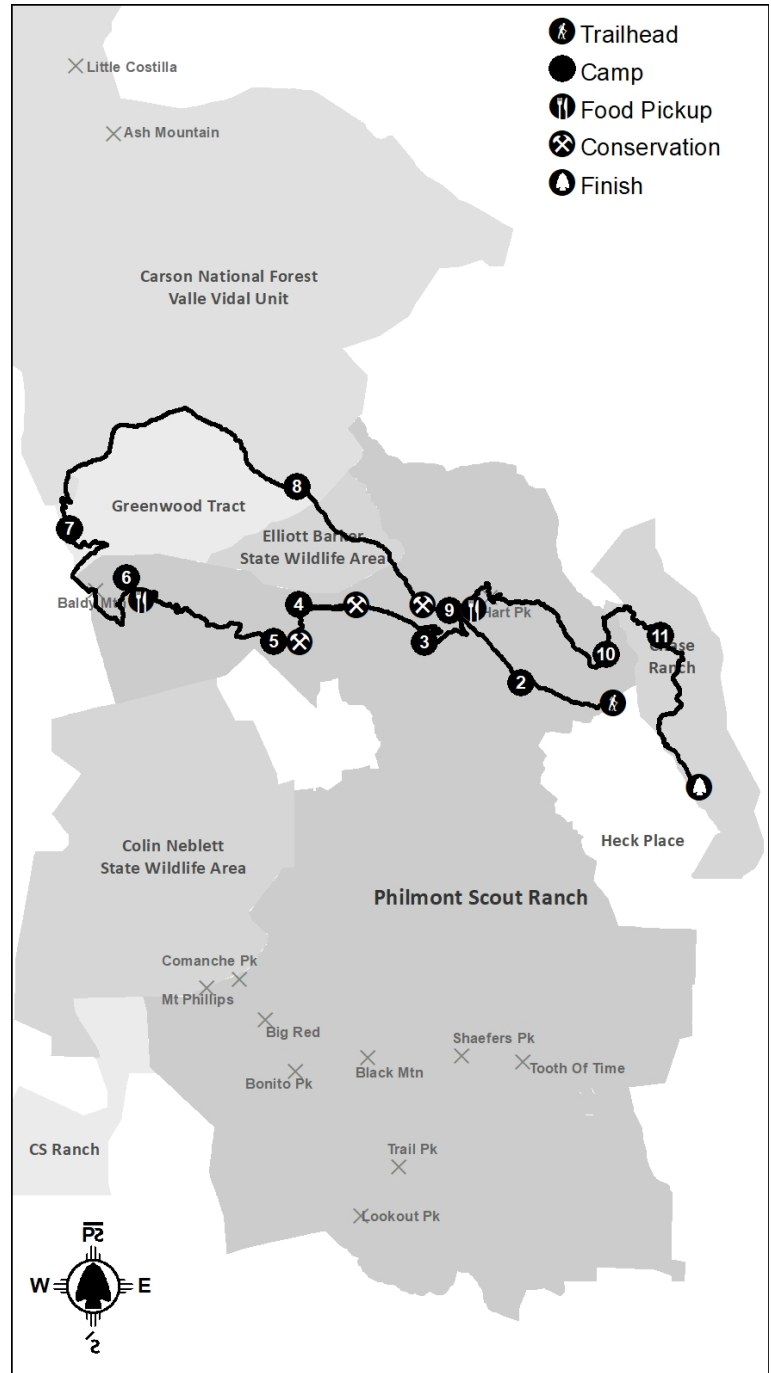 Trailhead
Camp
Food Pickup
Conservation
Finish
Little Costilla
Ash Mountain
Carson National Forest
Valle Vidal Unit
8
Greenwood Tract
7
Elliott Barker
State Wildlife Area
6
Baldy Mtn
4
9
Hart Pk
5
3
11
10
Chase
Ranch
2
Heck Place
Colin Neblett
State Wildlife Area
Philmont Scout Ranch
Comanche Pk
Mt Phillips
Big Red
Shaefers Pk
Black Mtn
Tooth Of Time
Bonito Pk
CS Ranch
Trail Pk
Lookout Pk
W
E